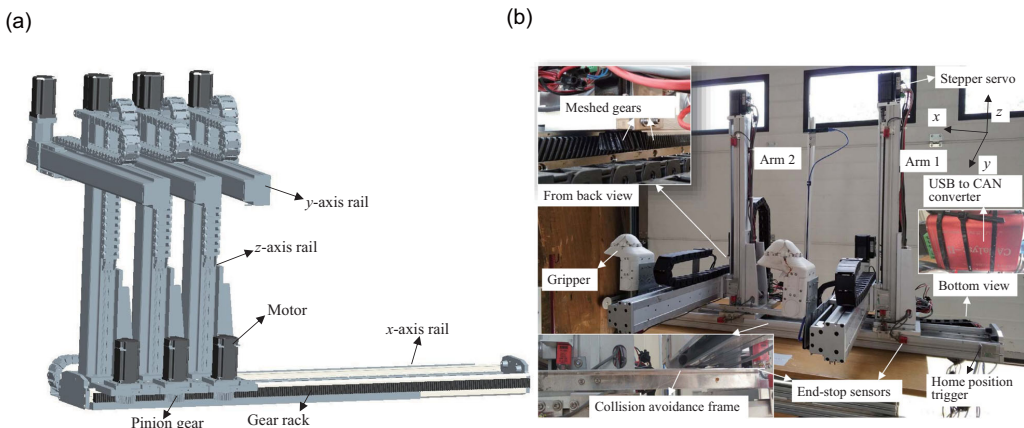 (a)
y-axis rail
z-axis rail
Motor
x-axis rail
Pinion gear
Gear rack
(b)
Meshed gears
From back view
Gripper
Arm 2
Arm 1
Stepper servo
x
z
y
USB to CAN
converter
Bottom view
Collision avoidance frame
End-stop sensors
Home position
trigger